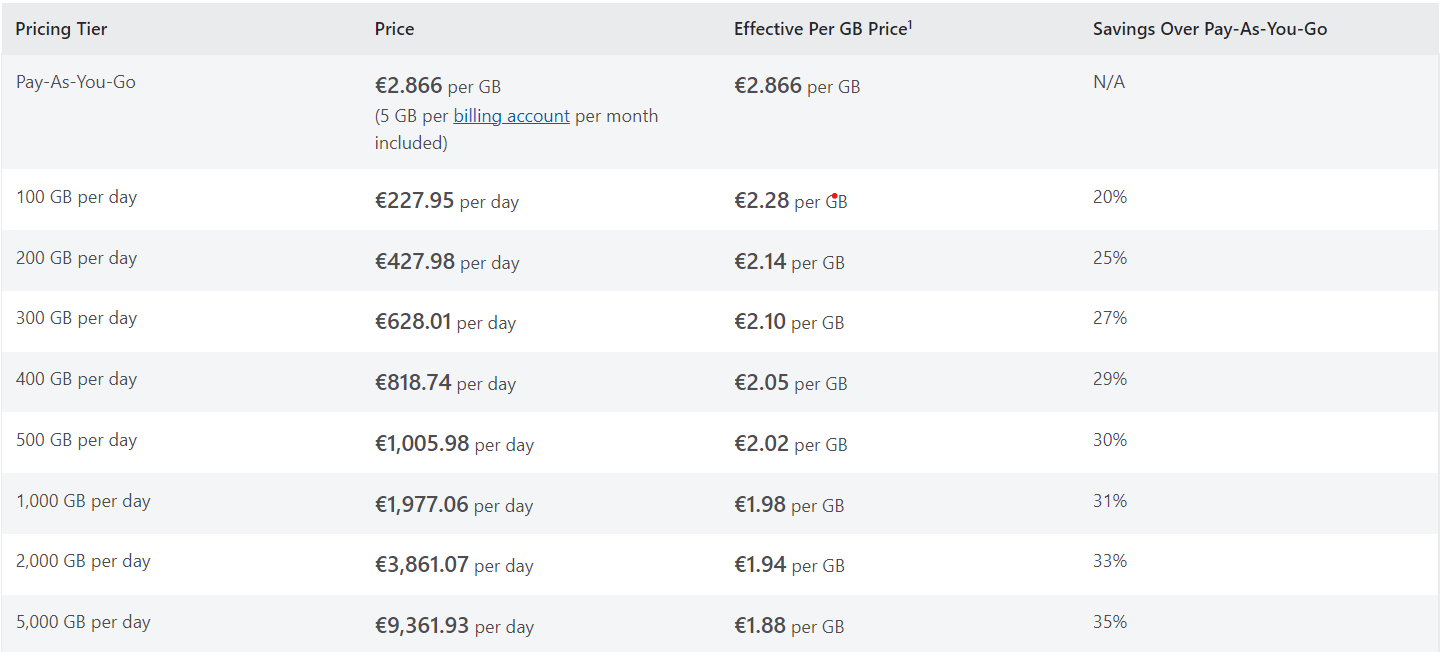 Pricing Tier Price Effective Per GB Price¹ Savings Over Pay-As-You-Go
Pay-As-You-Go €2.866 per GB €2.866 per GB N/A
(5 GB per billing account per month
included)
100 GB per day €227.95 per day €2.28 per GB 20%
200 GB per day €427.98 per day €2.14 per GB 25%
300 GB per day €628.01 per day €2.10 per GB 27%
400 GB per day €818.74 per day €2.05 per GB 29%
500 GB per day €1,005.98 per day €2.02 per GB 30%
1,000 GB per day €1,977.06 per day €1.98 per GB 31%
2,000 GB per day €3,861.07 per day €1.94 per GB 33%
5,000 GB per day €9,361.93 per day €1.88 per GB 35%